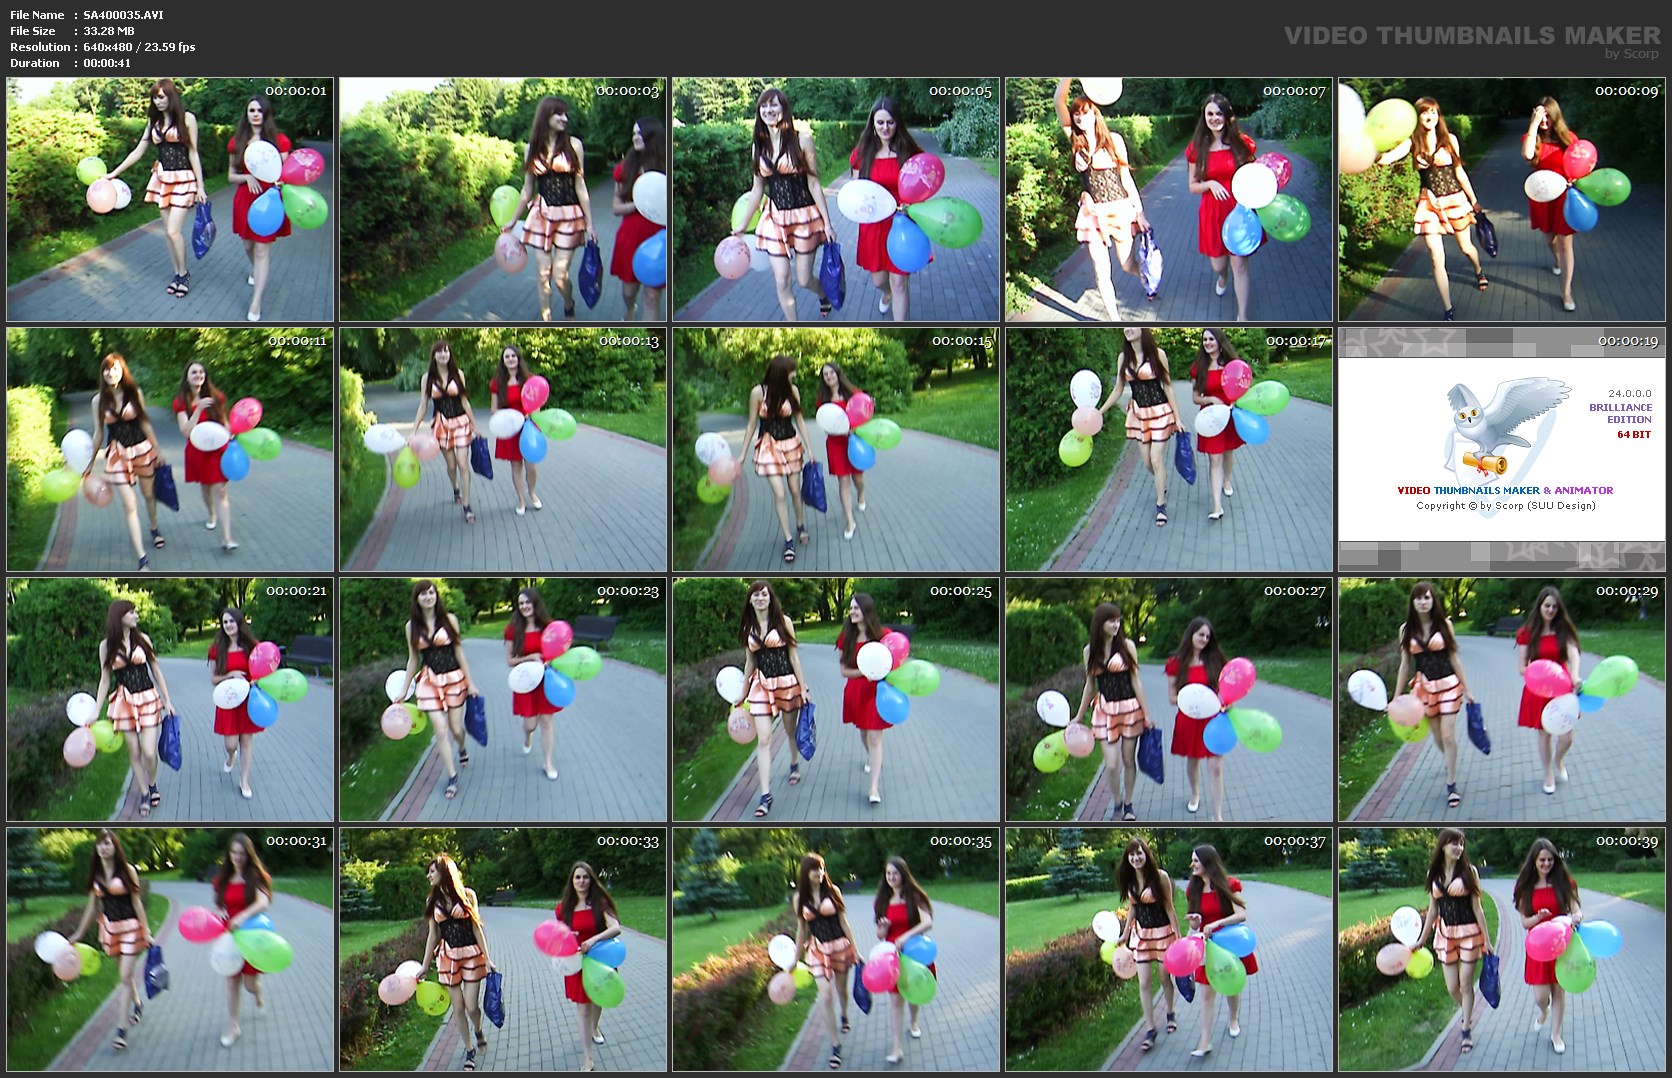 File Name : SA400035.AVI
File Size : 33.28 MB
Resolution : 640x480 / 23.59 fps
Duration : 00:00:41
VIDEO THUMBNAILS MAKER
by Scorp
00:00:01
00:00:03
00:00:05
00:00:07
00:00:09
00:00:11
00:00:13
00:00:15
00:00:17
00:00:19
24.0.0.0
BRILLIANCE
EDITION
64 BIT
VIDEO THUMBNAILS MAKER & ANIMATOR
Copyright © by Scorp (SUU Design)
00:00:21
00:00:23
00:00:25
00:00:27
00:00:29
00:00:31
00:00:33
00:00:35
00:00:37
00:00:39